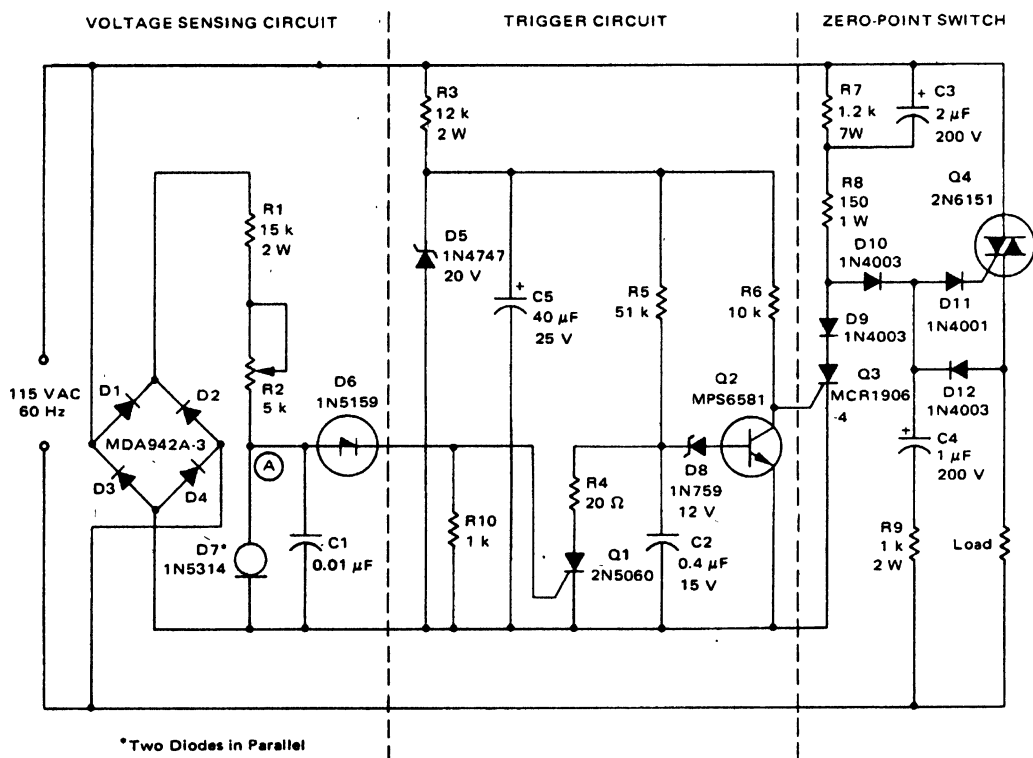 VOLTAGE SENSING CIRCUIT
TRIGGER CIRCUIT
ZERO-POINT SWITCH
R3
12 k
2 W
R7
1.2 k
7W
+
C3
2 μF
200 V
R1
15 k
2 W
R8
150
1 W
Q4
2N6151
D5
1N4747
20 V
+
C5
40 μF
25 V
R5
51 k
R6
10 k
D10
1N4003
D11
1N4001
D9
1N4003
115 VAC
60 Hz
D1
D2
MDA942A-3
D3
D4
R2
5 k
D6
1N5159
Q2
MPS6581
Q3
MCR1906
-4
D12
1N4003
A
D8
1N759
12 V
+
C4
1 μF
200 V
R4
20 Ω
R10
1 k
D7*
1N5314
C1
0.01 μF
Q1
2N5060
C2
0.4 μF
15 V
R9
1 k
2 W
Load
*Two Diodes in Parallel